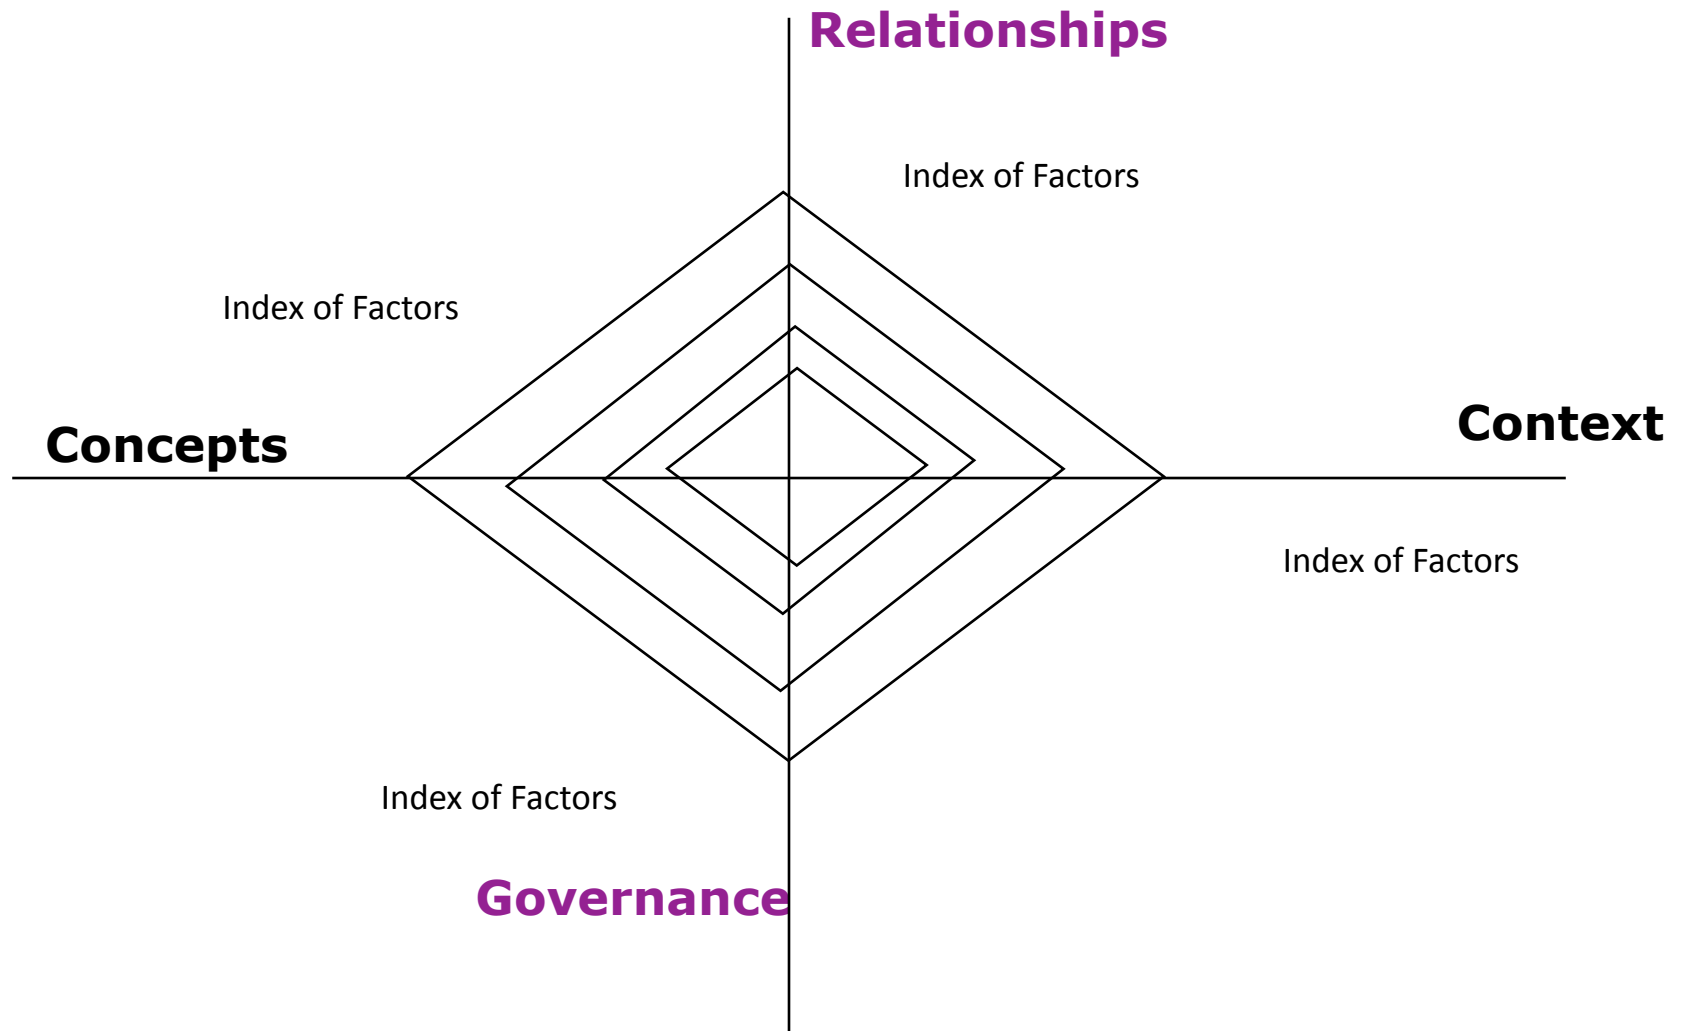 Relationships
Index of Factors
Index of Factors
Concepts
Context
Index of Factors
Index of Factors
Governance